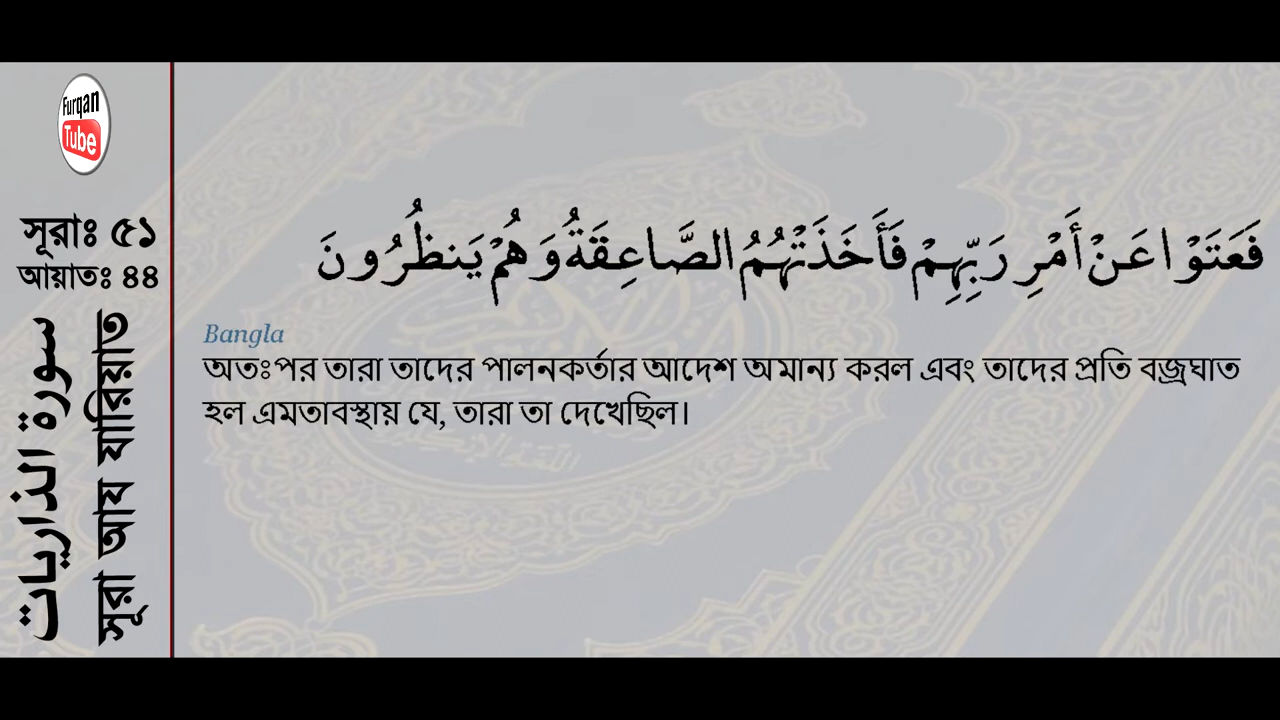 Furqan
Tube
সূরাঃ ৫১
আয়াতঃ ৪৪
سورة الذاريات
সূরা আয যারিয়াত
فَعَتَوْا عَنْ أَمْرِ رَبِّهِمْ فَأَخَذَتْهُمُ الصَّاعِقَةُ وَهُمْ يَنظُرُونَ
Bangla
অতঃপর তারা তাদের পালনকর্তার আদেশ অমান্য করল এবং তাদের প্রতি বজ্রঘাত
হল এমতাবস্থায় যে, তারা তা দেখেছিল।